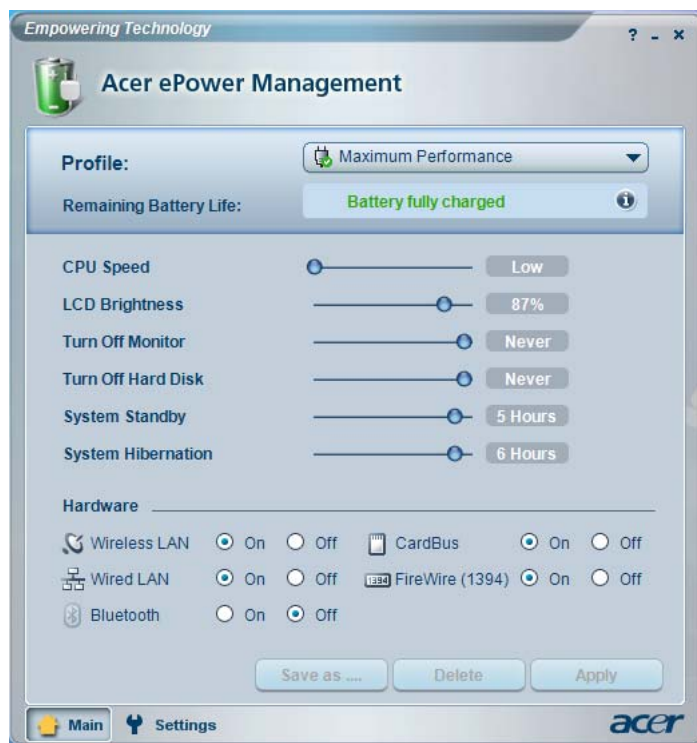 Empowering Technology
? - x
Acer ePower Management
Profile: Maximum Performance
Remaining Battery Life: Battery fully charged
CPU Speed Low
LCD Brightness 87%
Turn Off Monitor Never
Turn Off Hard Disk Never
System Standby 5 Hours
System Hibernation 6 Hours
Hardware
Wireless LAN On Off CardBus On Off
Wired LAN On Off 1394 FireWire (1394) On Off
Bluetooth On Off
Save as .... Delete Apply
Main Settings acer